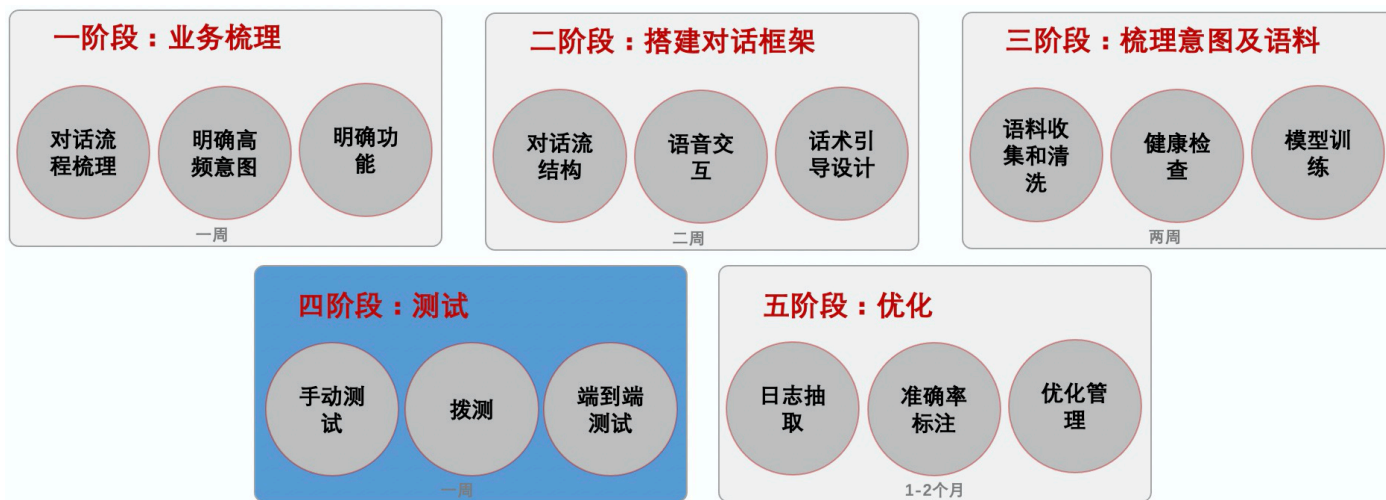 一阶段：业务梳理
对话流
程梳理
明确高
频意图
明确功
能
一周
二阶段：搭建对话框架
对话流
结构
语音交
互
话术引
导设计
二周
三阶段：梳理意图及语料
语料收
集和清
洗
健康检
查
模型训
练
两周
四阶段：测试
手动测
试
拨测
端到端
测试
一周
五阶段：优化
日志抽
取
准确率
标注
优化管
理
1-2个月